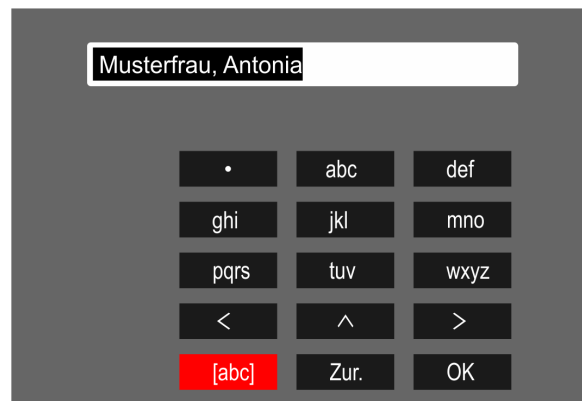 Musterfrau, Antonia
• abc def
ghi jkl mno
pqrs tuv wxyz
< ^ >
[abc] Zur. OK